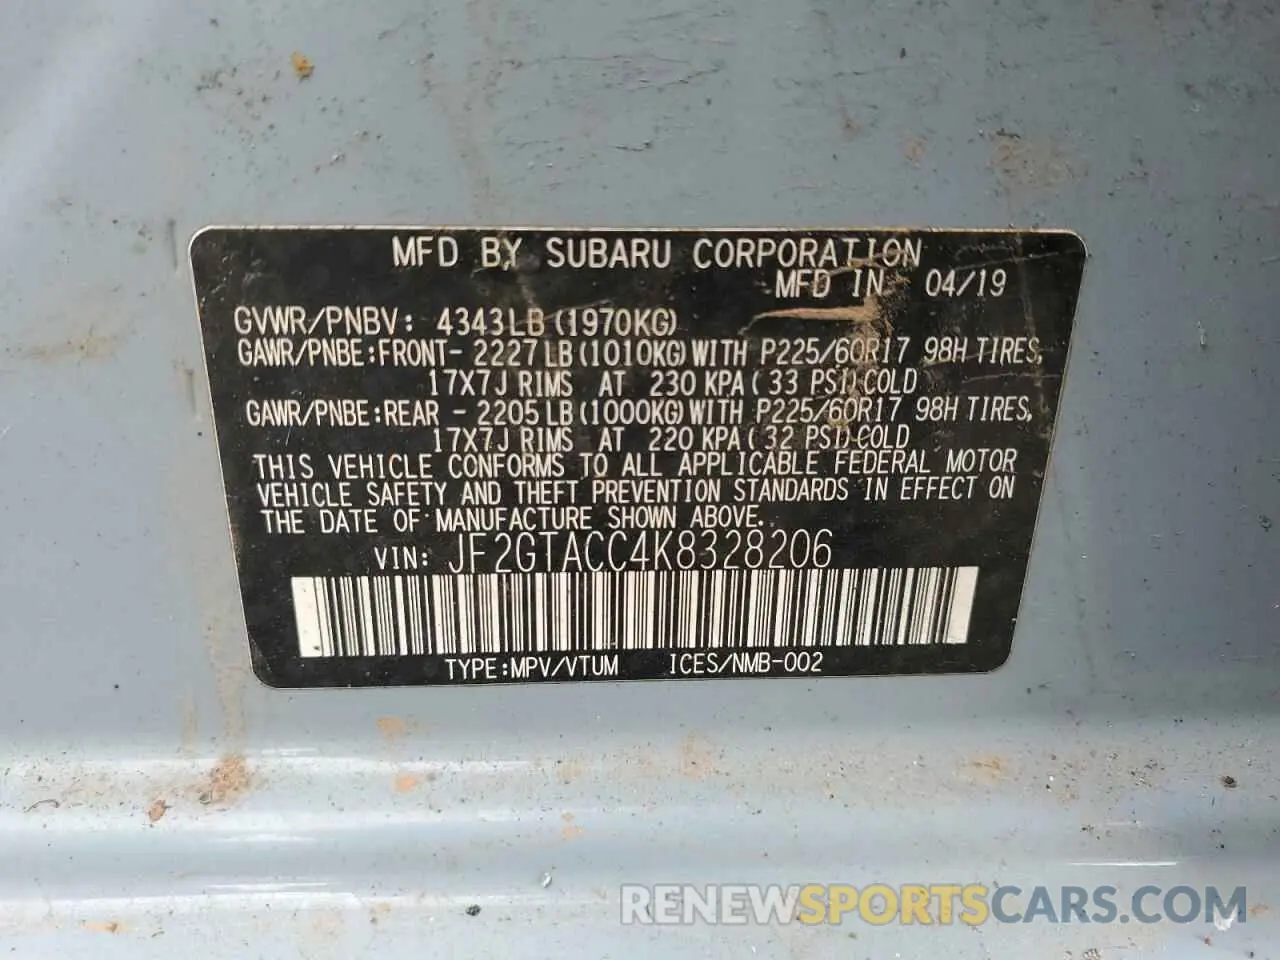 MFD BY SUBARU CORPORATION
MFD IN 04/19
GVWR/PNBV: 4343LB(1970KG)
GAWR/PNBE:FRONT- 2227LB(1010KG)WITH P225/60R17 98H TIRES,
17X7J RIMS AT 230 KPA( 33 PSI)COLD
GAWR/PNBE:REAR - 2205LB(1000KG)WITH P225/60R17 98H TIRES,
17X7J RIMS AT 220 KPA( 32 PSI)COLD
THIS VEHICLE CONFORMS TO ALL APPLICABLE FEDERAL MOTOR
VEHICLE SAFETY AND THEFT PREVENTION STANDARDS IN EFFECT ON
THE DATE OF MANUFACTURE SHOWN ABOVE.
VIN: JF2GTACC4K8328206
TYPE:MPV/VTUM ICES/NMB-002
RENEWSPORTSCARS.COM